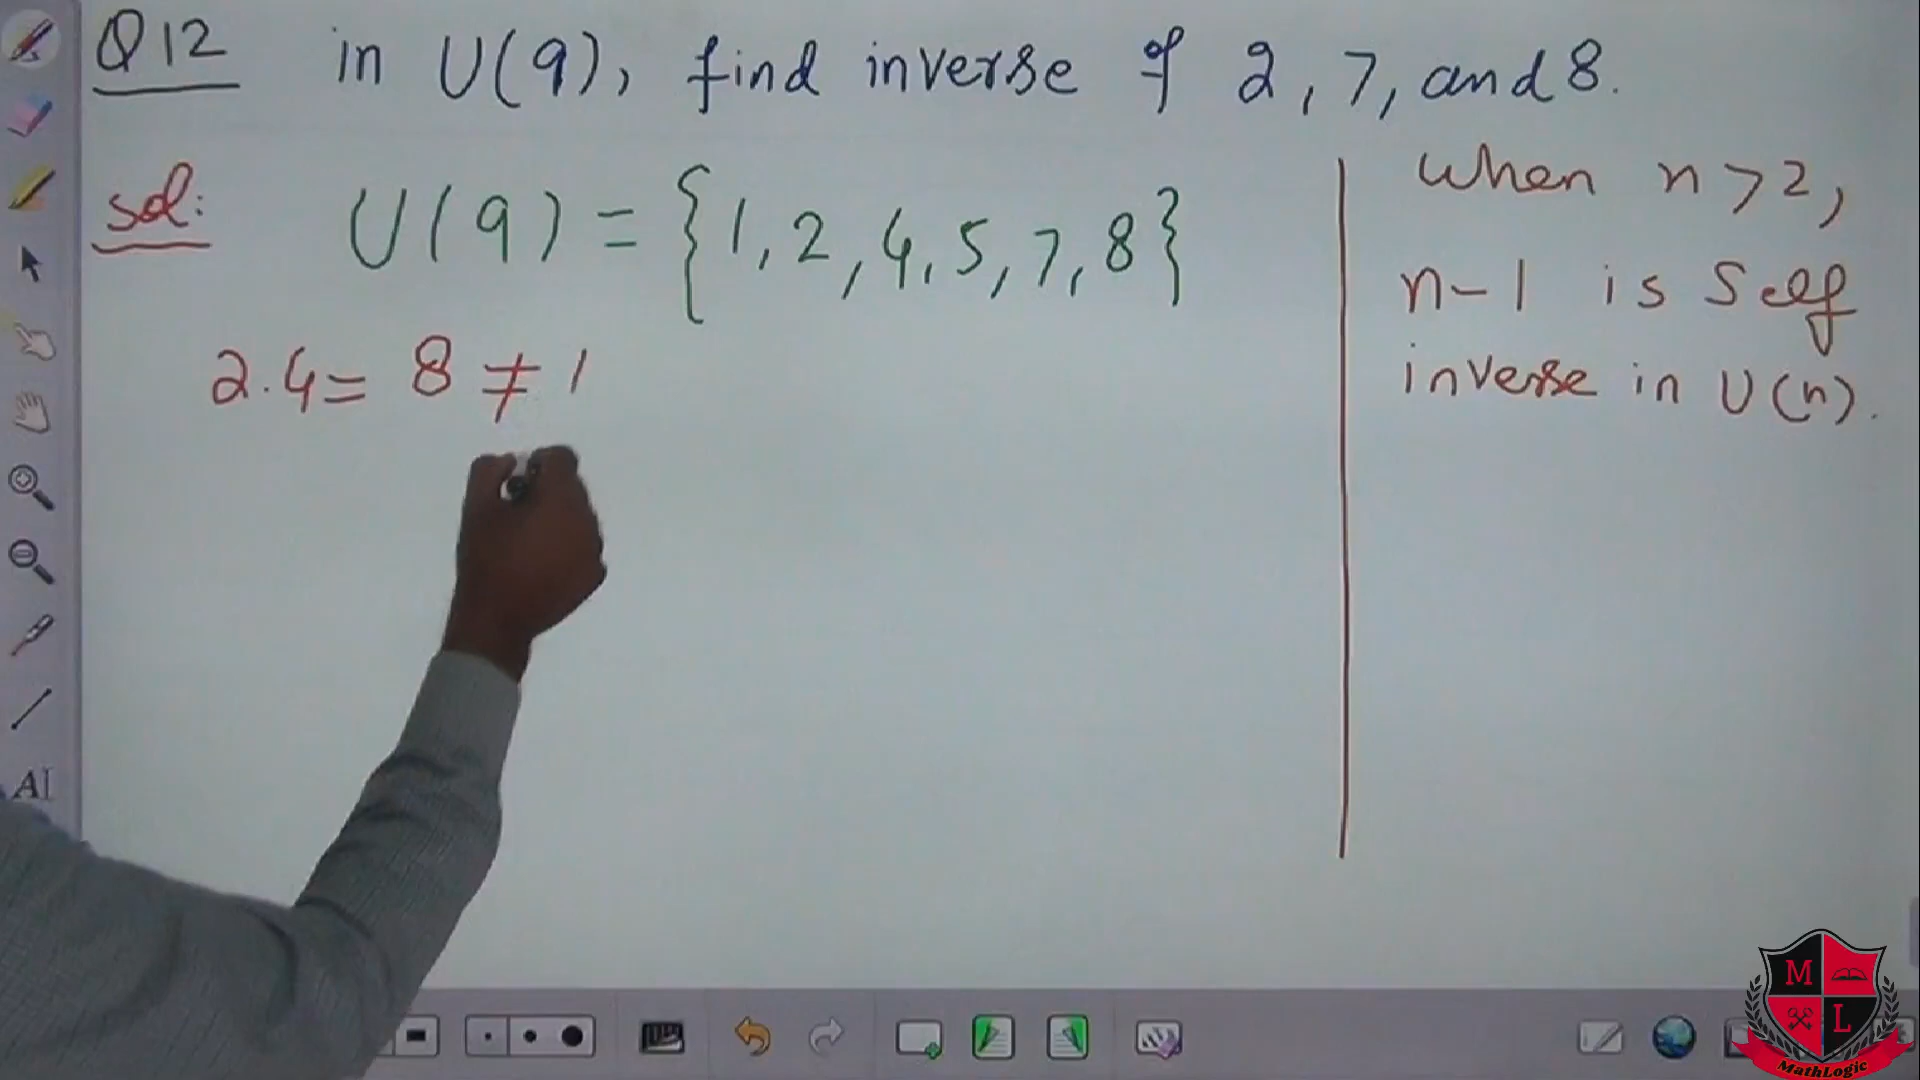 Q12 in U(9), find inverse of 2, 7, and 8.
sol: U(9) = {1, 2, 4, 5, 7, 8}
2.4 = 8 ≠ 1
When n > 2,
n-1 is Self
inverse in U(n).
AI
M L
MathLogic